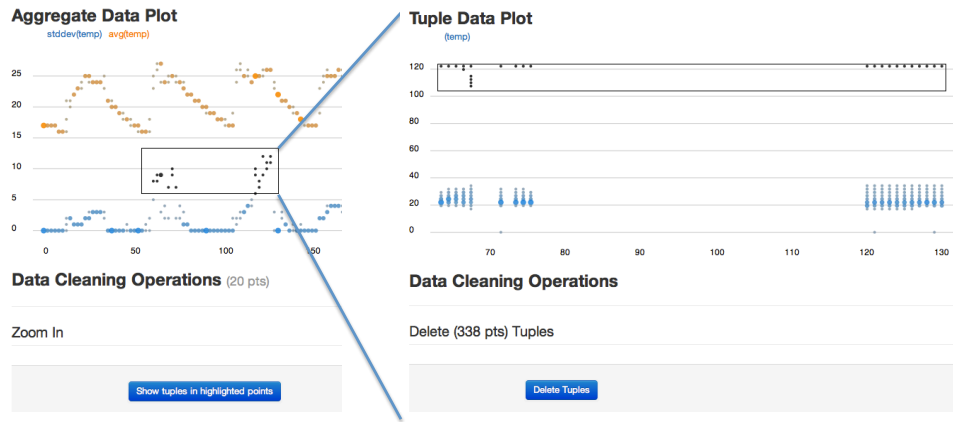 Aggregate Data Plot
stddev(temp) avg(temp)
25
20
15
10
5
0
0 50 100 150
Data Cleaning Operations (20 pts)
Zoom In
Show tuples in highlighted points
Tuple Data Plot
(temp)
120
100
80
60
40
20
0
70 80 90 100 110 120 130
Data Cleaning Operations
Delete (338 pts) Tuples
Delete Tuples